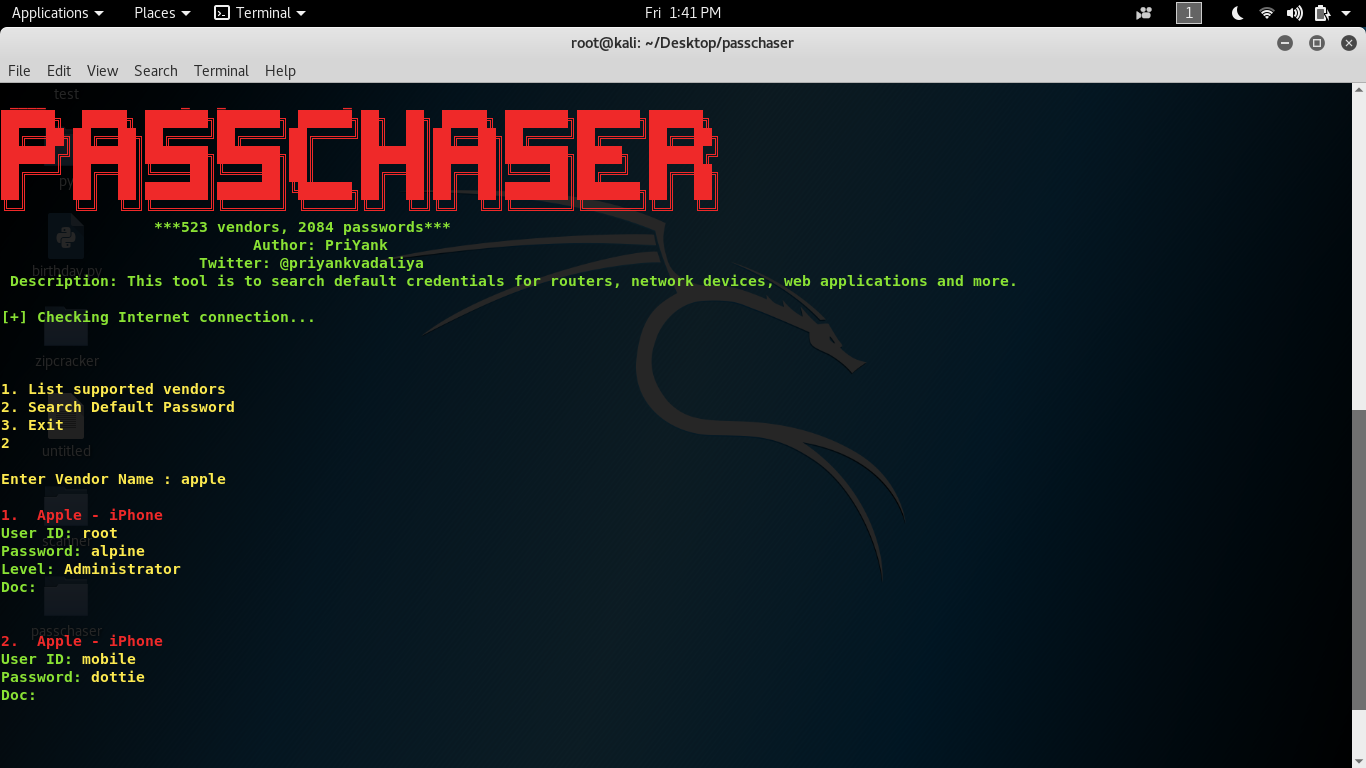 Applications Places Terminal Fri 1:41 PM 1
root@kali: ~/Desktop/passchaser
File Edit View Search Terminal Help
test
PASSCHASER
py
***523 vendors, 2084 passwords***
Author: PriYank
Twitter: @priyankvadaliya
birthday.py
Description: This tool is to search default credentials for routers, network devices, web applications and more.
[+] Checking Internet connection...
zipcracker
1. List supported vendors
2. Search Default Password
3. Exit
2
untitled
Enter Vendor Name : apple
1. Apple - iPhone
User ID: root
scanner
Password: alpine
Level: Administrator
Doc:
passchaser
2. Apple - iPhone
User ID: mobile
Password: dottie
Doc: